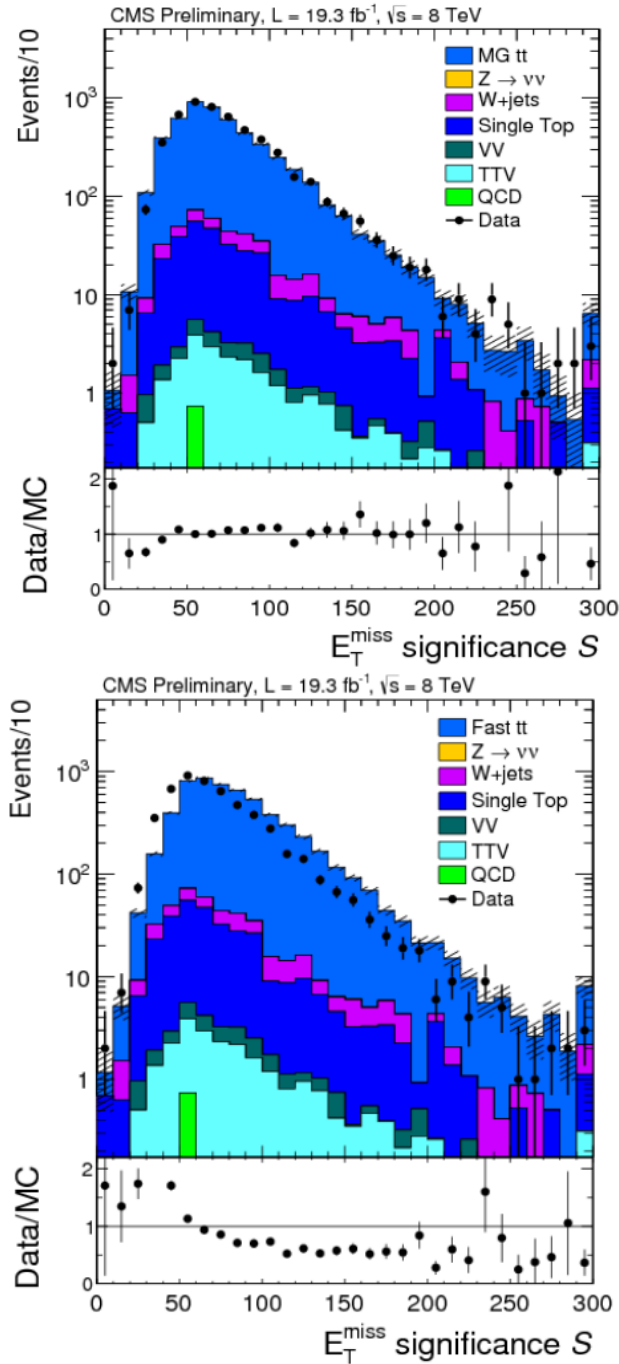 CMS Preliminary, L = 19.3 fb⁻¹, √s = 8 TeV
Events/10
10³
10²
10
1
MG tt
Z → νν
W+jets
Single Top
VV
TTV
QCD
Data
Data/MC
2
1
0
0 50 100 150 200 250 300
E_T^miss significance S
CMS Preliminary, L = 19.3 fb⁻¹, √s = 8 TeV
Events/10
10³
10²
10
1
Fast tt
Z → νν
W+jets
Single Top
VV
TTV
QCD
Data
Data/MC
2
1
0
0 50 100 150 200 250 300
E_T^miss significance S